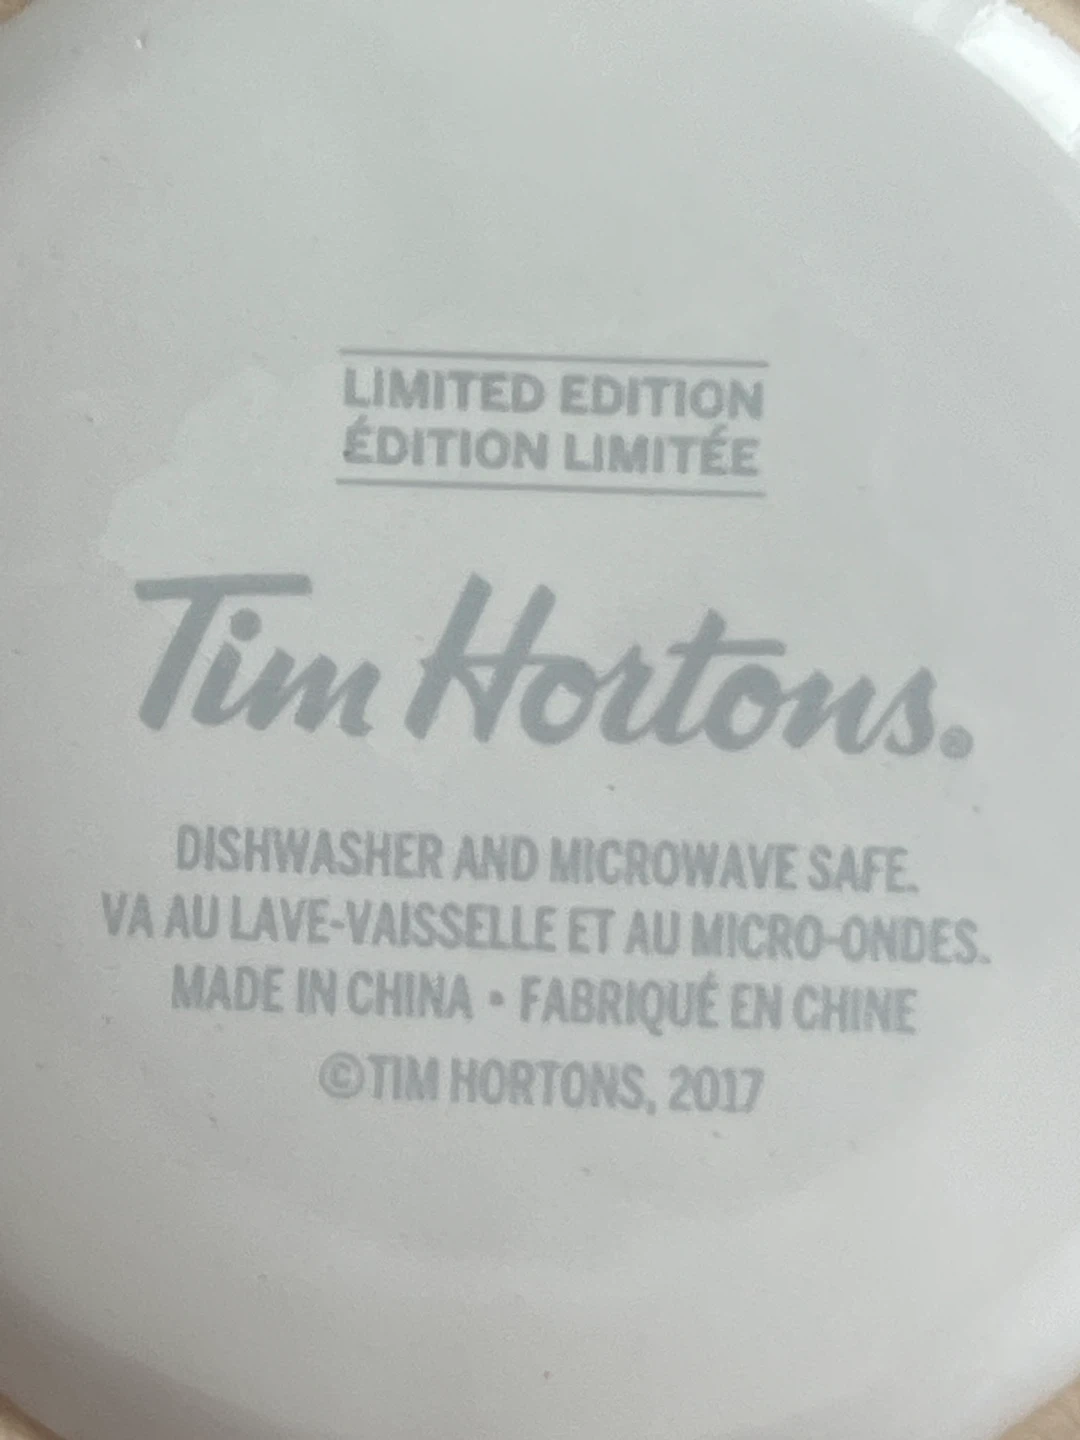 LIMITED EDITION
ÉDITION LIMITÉE
Tim Hortons®
DISHWASHER AND MICROWAVE SAFE.
VA AU LAVE-VAISSELLE ET AU MICRO-ONDES.
MADE IN CHINA • FABRIQUÉ EN CHINE
©TIM HORTONS, 2017